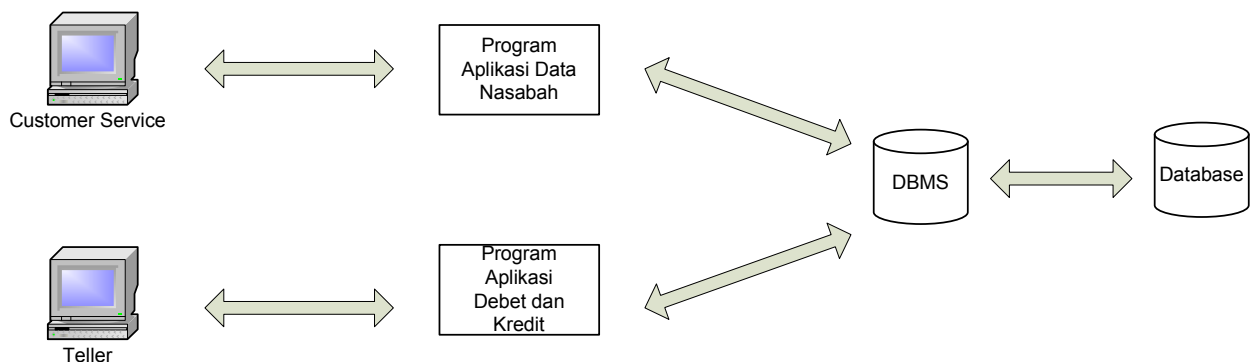 Customer Service
Program
Aplikasi Data
Nasabah
DBMS
Database
Teller
Program
Aplikasi
Debet dan
Kredit